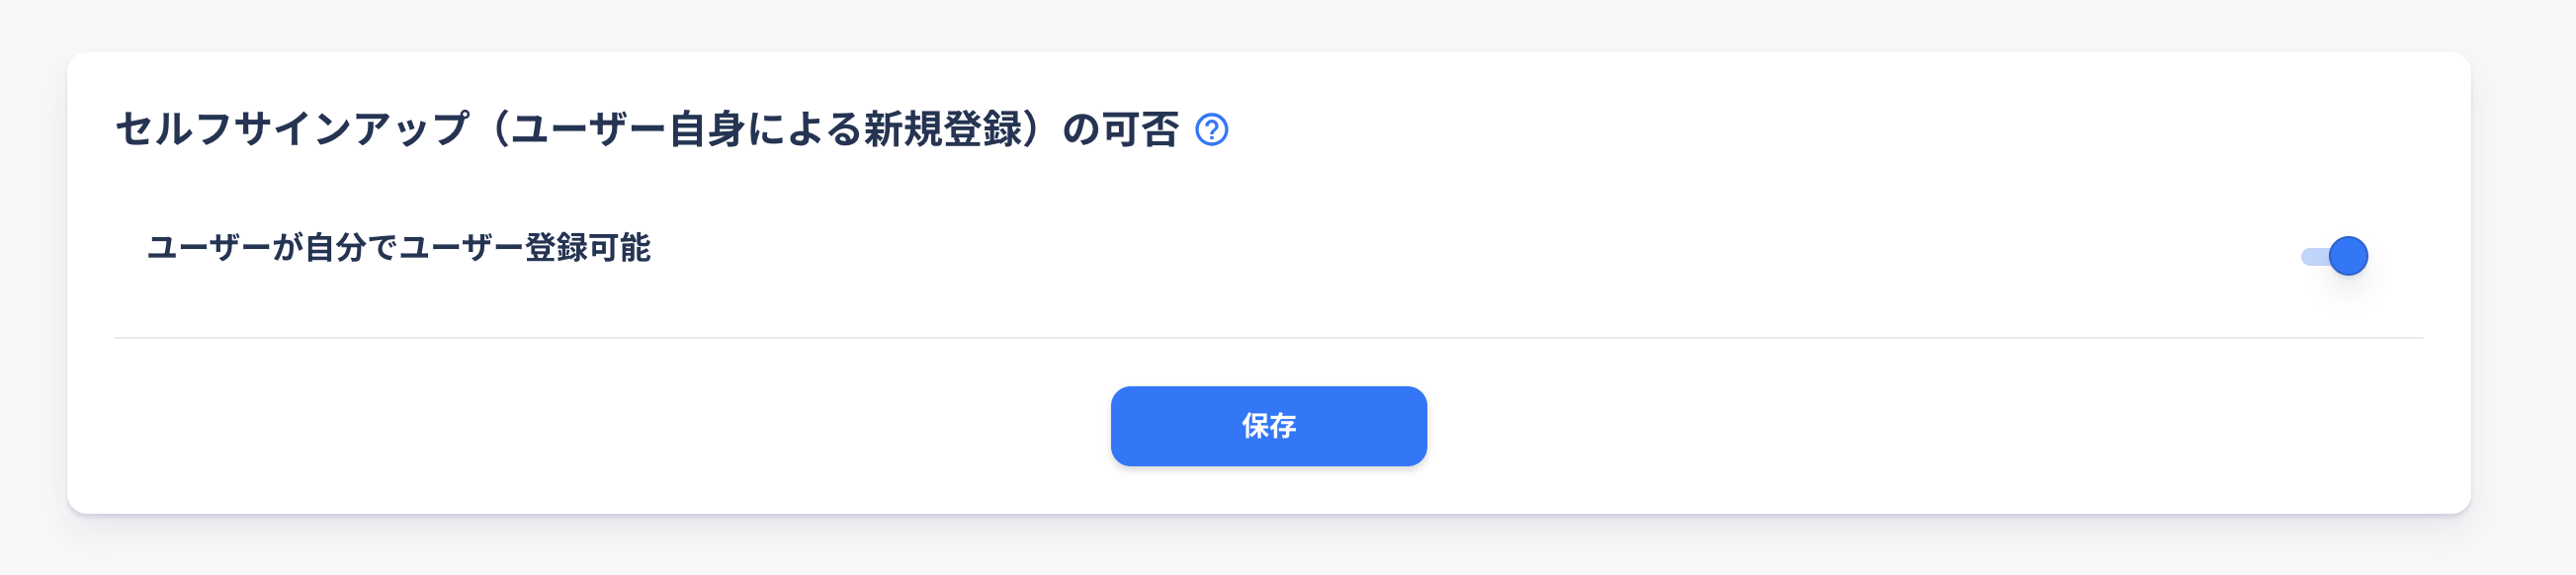 セルフサインアップ（ユーザー自身による新規登録）の可否 ?
ユーザーが自分でユーザー登録可能
保存